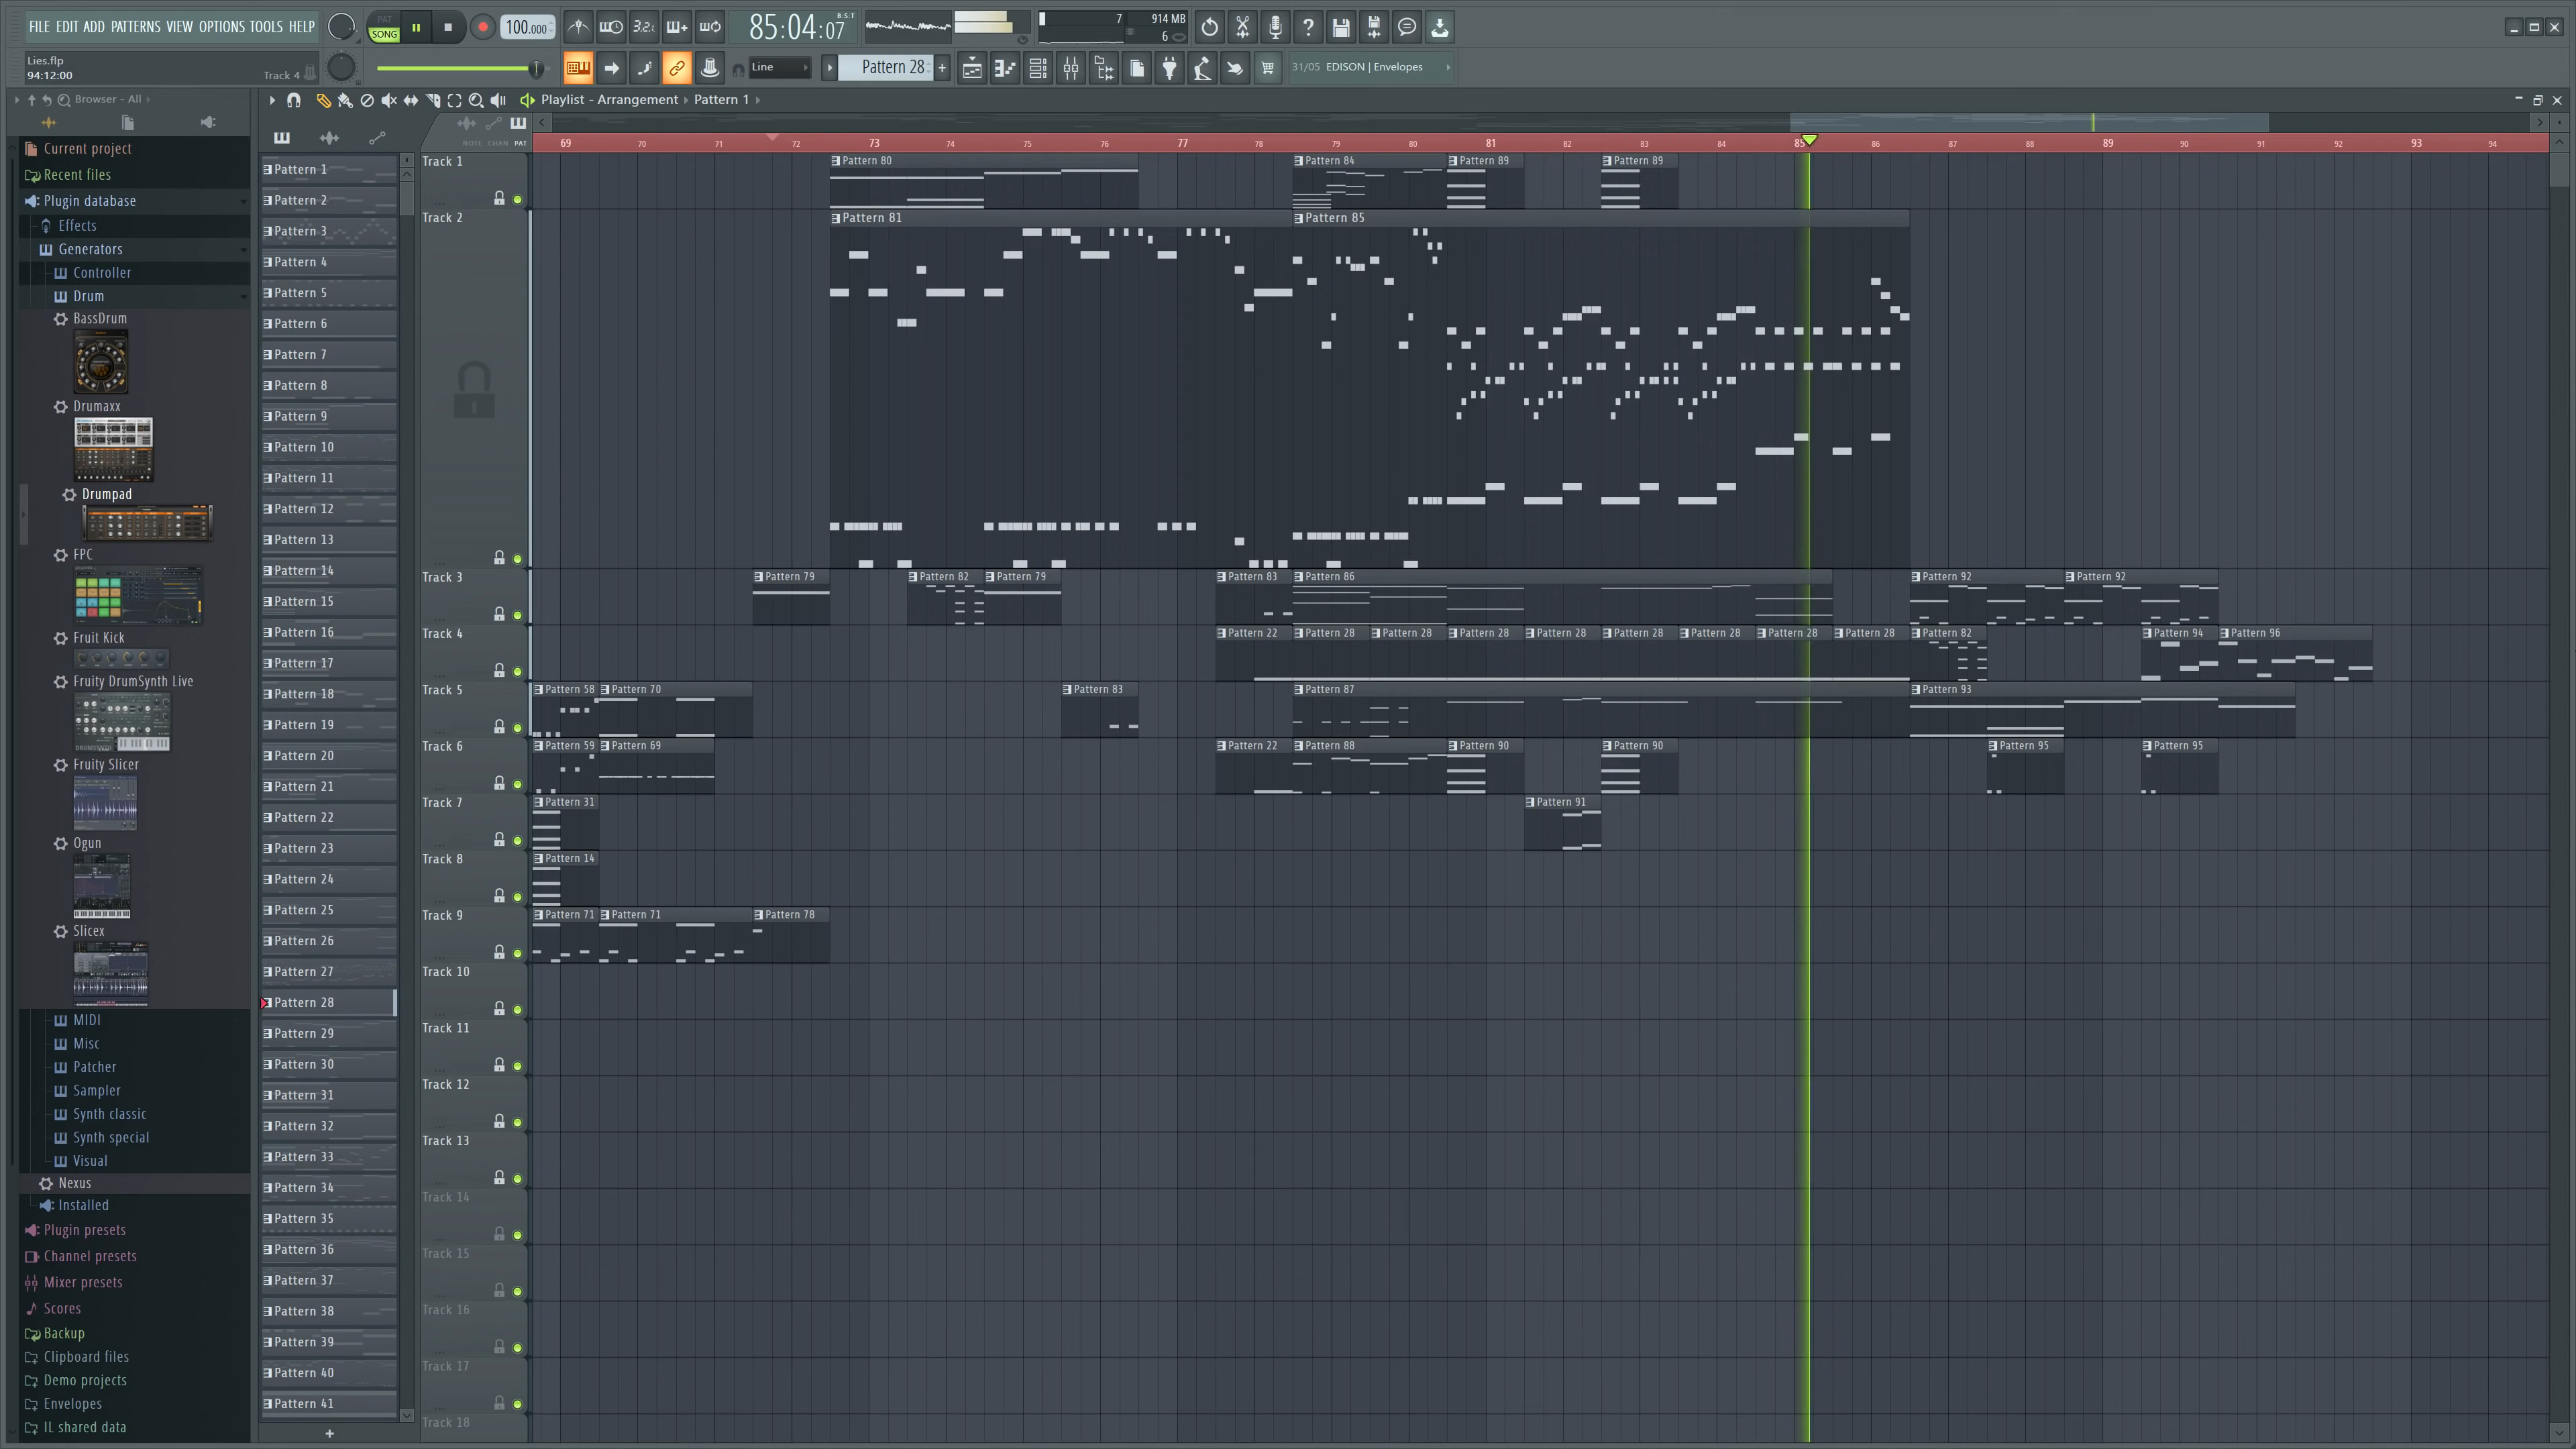 FILE EDIT ADD PATTERNS VIEW OPTIONS TOOLS HELP
PAT
SONG
100.000
3.2.1
85:04:07
B:S:T
7
914 MB
6
Lies.flp
94:12:00
Track 4
Line
Pattern 28
31/05 EDISON | Envelopes
Browser - All
Playlist - Arrangement
Pattern 1
NOTE CHAN PAT
69 70 71 72 73 74 75 76 77 78 79 80 81 82 83 84 85 86 87 88 89 90 91 92 93 94
Current project
Recent files
Plugin database
Effects
Generators
Controller
Drum
BassDrum
Drumaxx
Drumpad
FPC
Fruit Kick
Fruity DrumSynth Live
Fruity Slicer
Ogun
Slicex
MIDI
Misc
Patcher
Sampler
Synth classic
Synth special
Visual
Nexus
Installed
Plugin presets
Channel presets
Mixer presets
Scores
Backup
Clipboard files
Demo projects
Envelopes
IL shared data
Pattern 1
Pattern 2
Pattern 3
Pattern 4
Pattern 5
Pattern 6
Pattern 7
Pattern 8
Pattern 9
Pattern 10
Pattern 11
Pattern 12
Pattern 13
Pattern 14
Pattern 15
Pattern 16
Pattern 17
Pattern 18
Pattern 19
Pattern 20
Pattern 21
Pattern 22
Pattern 23
Pattern 24
Pattern 25
Pattern 26
Pattern 27
Pattern 28
Pattern 29
Pattern 30
Pattern 31
Pattern 32
Pattern 33
Pattern 34
Pattern 35
Pattern 36
Pattern 37
Pattern 38
Pattern 39
Pattern 40
Pattern 41
Track 1
Pattern 80 Pattern 84 Pattern 89 Pattern 89
Track 2
Pattern 81 Pattern 85
Track 3
Pattern 79 Pattern 82 Pattern 79 Pattern 83 Pattern 86 Pattern 92 Pattern 92
Track 4
Pattern 22 Pattern 28 Pattern 28 Pattern 28 Pattern 28 Pattern 28 Pattern 28 Pattern 28 Pattern 28 Pattern 82 Pattern 94 Pattern 96
Track 5
Pattern 58 Pattern 70 Pattern 83 Pattern 87 Pattern 93
Track 6
Pattern 59 Pattern 69 Pattern 22 Pattern 88 Pattern 90 Pattern 90 Pattern 95 Pattern 95
Track 7
Pattern 31 Pattern 91
Track 8
Pattern 14
Track 9
Pattern 71 Pattern 71 Pattern 78
Track 10
Track 11
Track 12
Track 13
Track 14
Track 15
Track 16
Track 17
Track 18